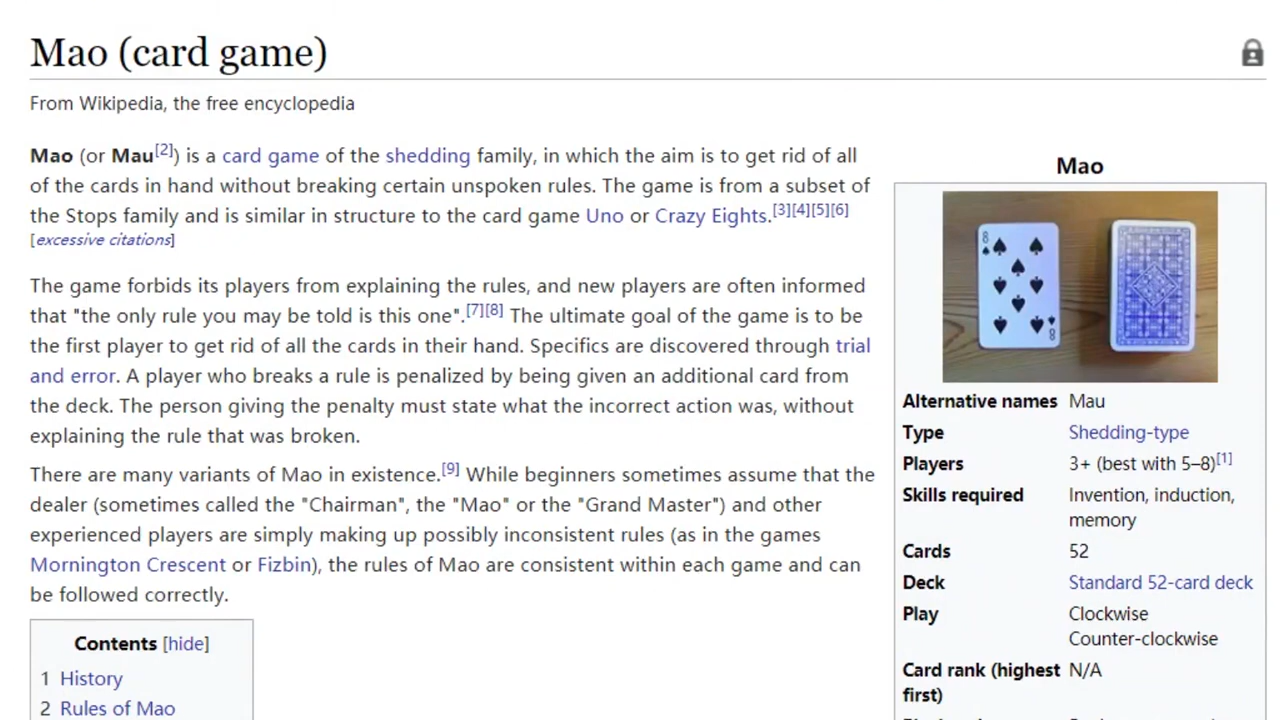 Mao (card game)
From Wikipedia, the free encyclopedia
Mao (or Mau[2]) is a card game of the shedding family, in which the aim is to get rid of all
of the cards in hand without breaking certain unspoken rules. The game is from a subset of
the Stops family and is similar in structure to the card game Uno or Crazy Eights.[3][4][5][6]
[excessive citations]
The game forbids its players from explaining the rules, and new players are often informed
that "the only rule you may be told is this one".[7][8] The ultimate goal of the game is to be
the first player to get rid of all the cards in their hand. Specifics are discovered through trial
and error. A player who breaks a rule is penalized by being given an additional card from
the deck. The person giving the penalty must state what the incorrect action was, without
explaining the rule that was broken.
There are many variants of Mao in existence.[9] While beginners sometimes assume that the
dealer (sometimes called the "Chairman", the "Mao" or the "Grand Master") and other
experienced players are simply making up possibly inconsistent rules (as in the games
Mornington Crescent or Fizbin), the rules of Mao are consistent within each game and can
be followed correctly.
Contents [hide]
1 History
2 Rules of Mao
Mao
8
8
Alternative names Mau
Type Shedding-type
Players 3+ (best with 5–8)[1]
Skills required Invention, induction,
memory
Cards 52
Deck Standard 52-card deck
Play Clockwise
Counter-clockwise
Card rank (highest N/A
first)